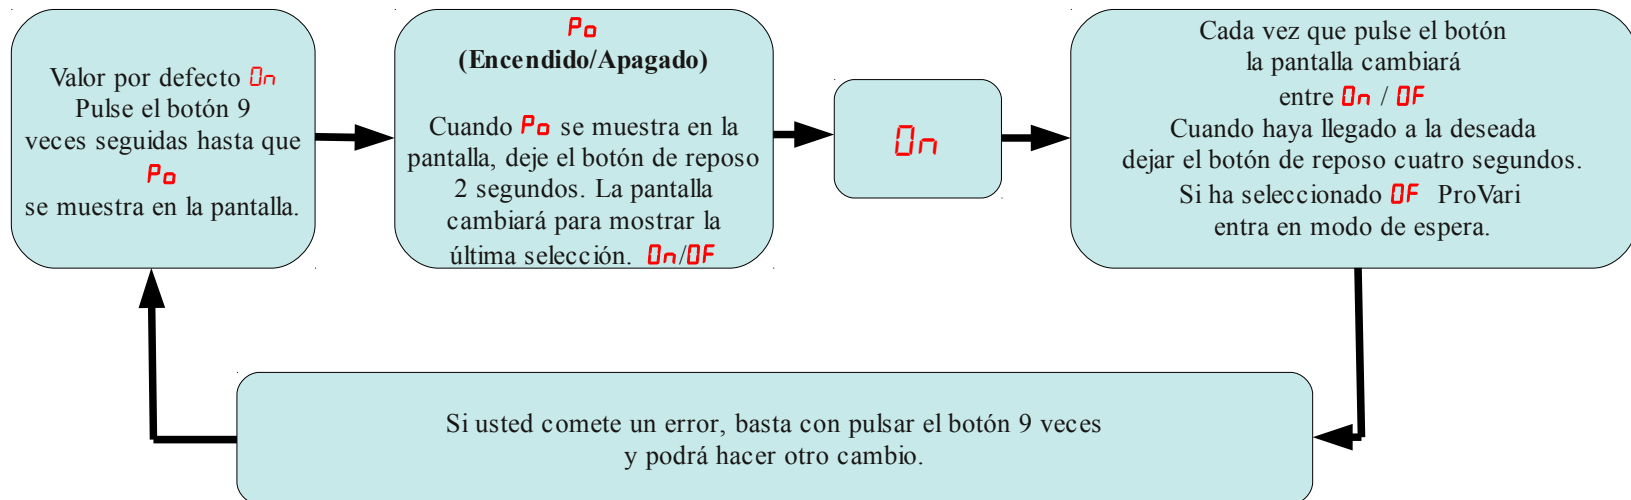 Valor por defecto On
Pulse el botón 9
veces seguidas hasta que
Po
se muestra en la pantalla.
Po
(Encendido/Apagado)
Cuando Po se muestra en la
pantalla, deje el botón de reposo
2 segundos. La pantalla
cambiará para mostrar la
última selección. On/OF
On
Cada vez que pulse el botón
la pantalla cambiará
entre On / OF
Cuando haya llegado a la deseada
dejar el botón de reposo cuatro segundos.
Si ha seleccionado OF ProVari
entra en modo de espera.
Si usted comete un error, basta con pulsar el botón 9 veces
y podrá hacer otro cambio.